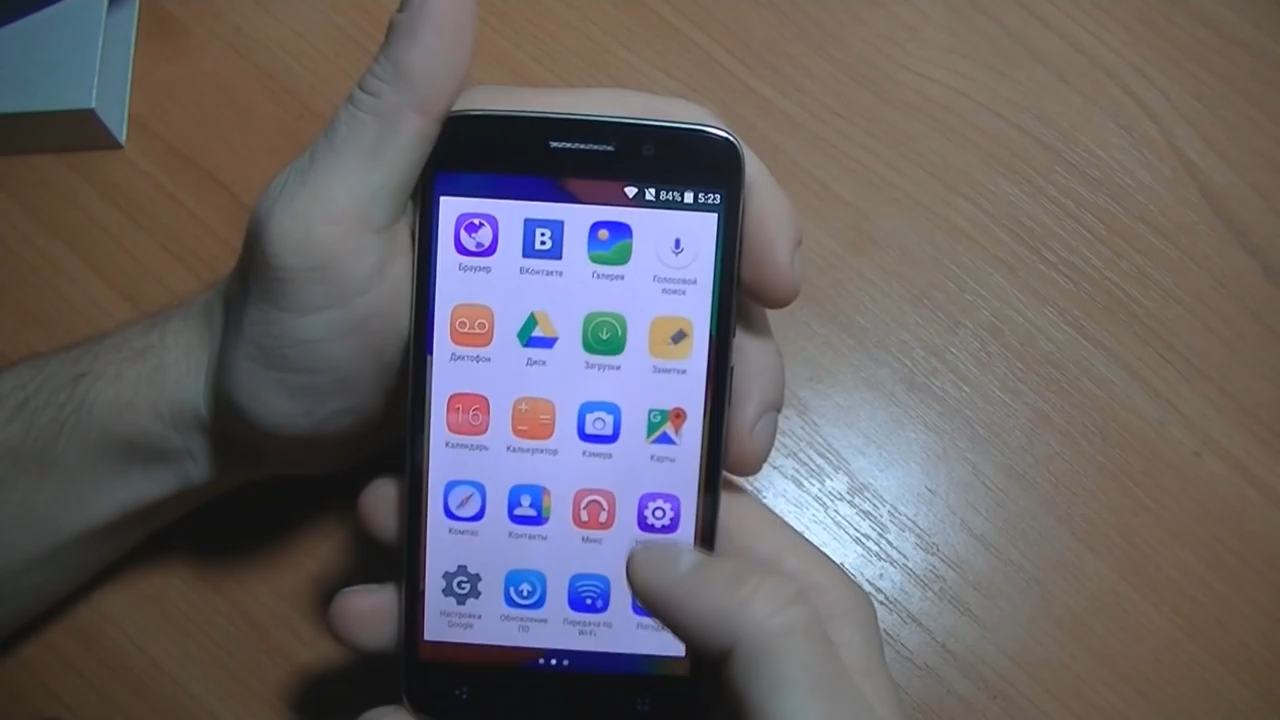 84% 5:23
B
Браузер ВКонтакте Галерея Голосовой
поиск
Диктофон Диск Загрузки Заметки
16
G
Календарь Калькулятор Камера Карты
Компас Контакты Микс
G
Настройки Обновление Передача по
Google ПО Wi-Fi